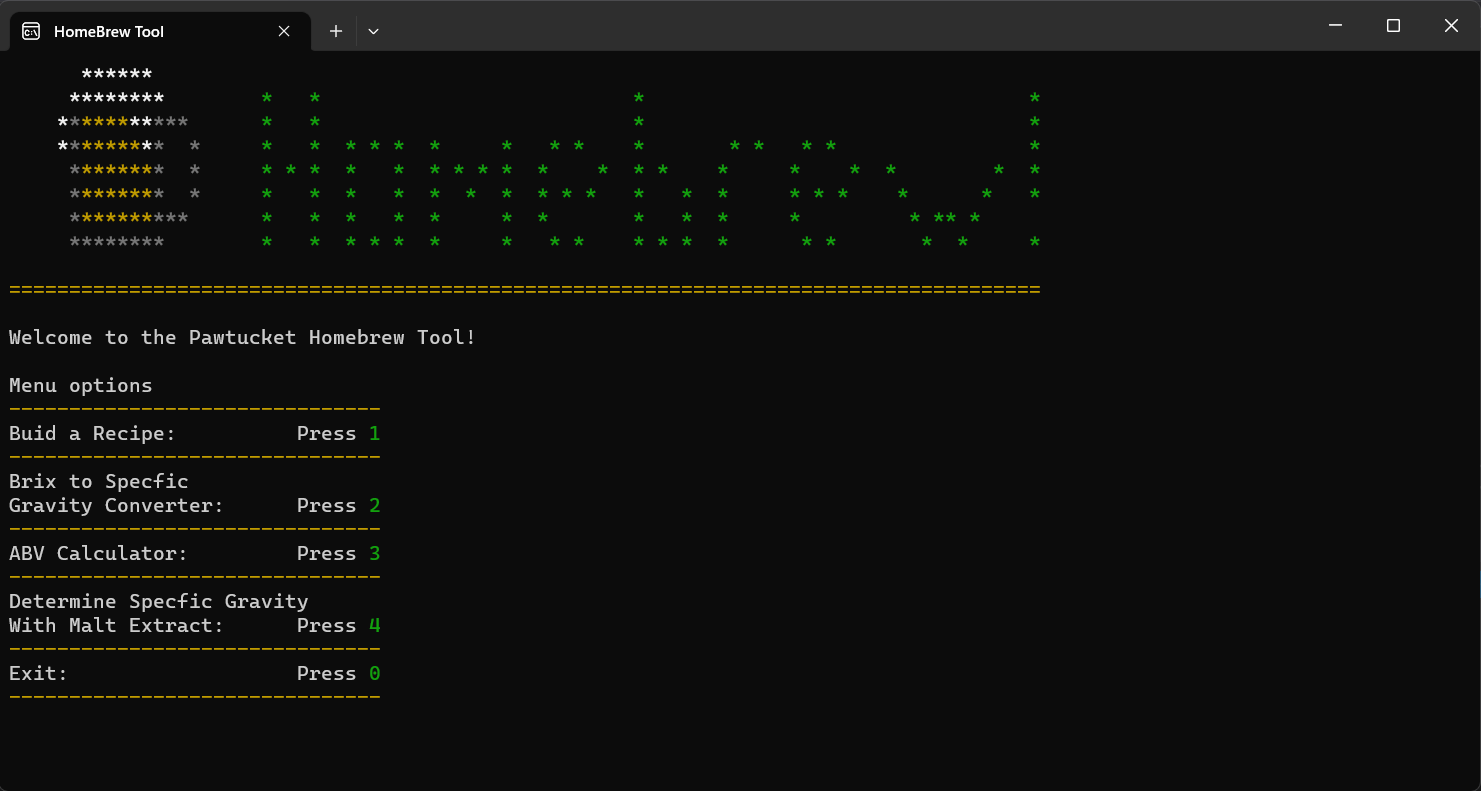 HomeBrew Tool
HomeBrew!
Welcome to the Pawtucket Homebrew Tool!
Menu options
Buid a Recipe: Press 1
Brix to Specfic
Gravity Converter: Press 2
ABV Calculator: Press 3
Determine Specfic Gravity
With Malt Extract: Press 4
Exit: Press 0